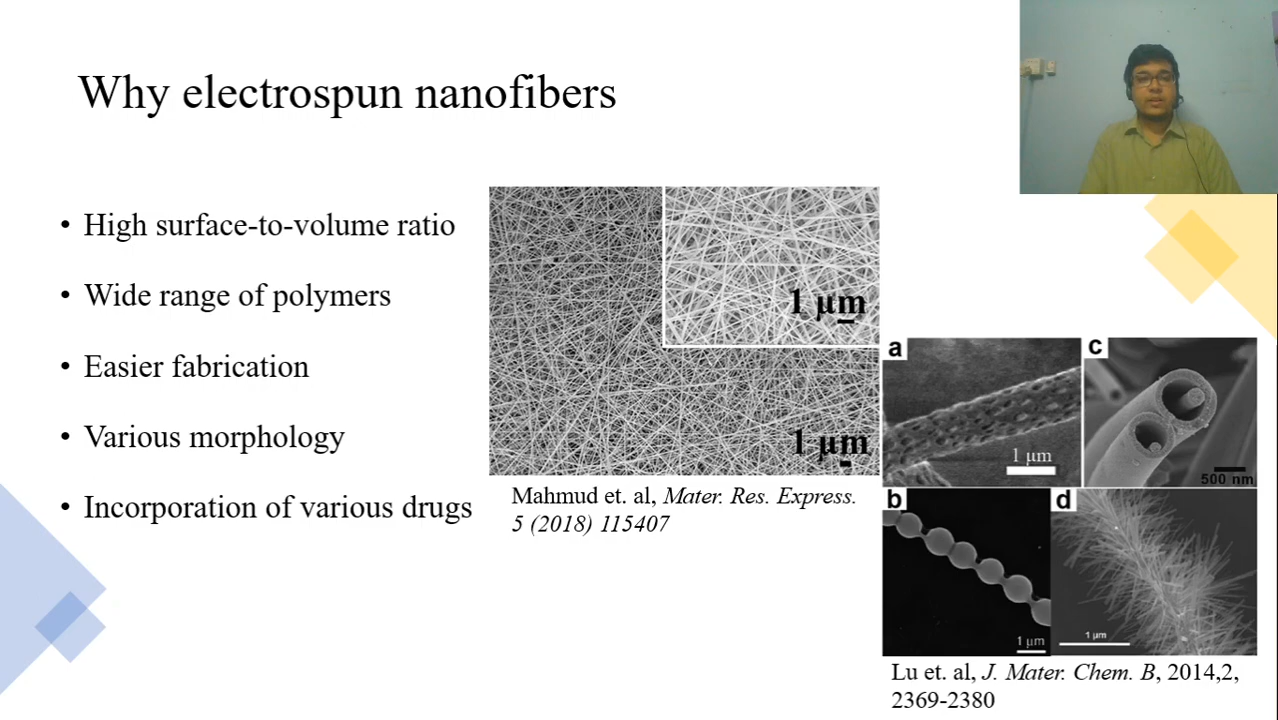 Why electrospun nanofibers
• High surface-to-volume ratio
• Wide range of polymers
• Easier fabrication
• Various morphology
• Incorporation of various drugs
1 μm
1 μm
Mahmud et. al, Mater. Res. Express.
5 (2018) 115407
a
1 μm
c
500 nm
b
1 μm
d
1 μm
Lu et. al, J. Mater. Chem. B, 2014,2,
2369-2380